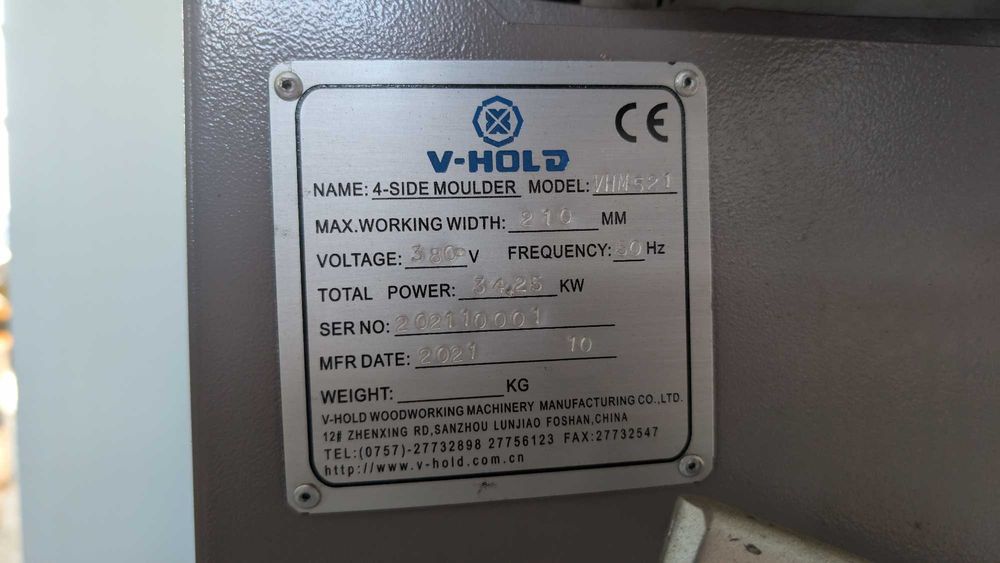 CE
V-HOLD
NAME: 4-SIDE MOULDER MODEL: VHM521
MAX.WORKING WIDTH: 210 MM
VOLTAGE: 380 V FREQUENCY: Hz
TOTAL POWER: 34.25 KW
SER NO: 202110001
MFR DATE: 2021 10
WEIGHT: KG
V-HOLD WOODWORKING MACHINERY MANUFACTURING CO.,LTD.
12# ZHENXING RD,SANZHOU LUNJIAO FOSHAN,CHINA
TEL:(0757)-27732898 27756123 FAX:27732547
http://www.v-hold.com.cn